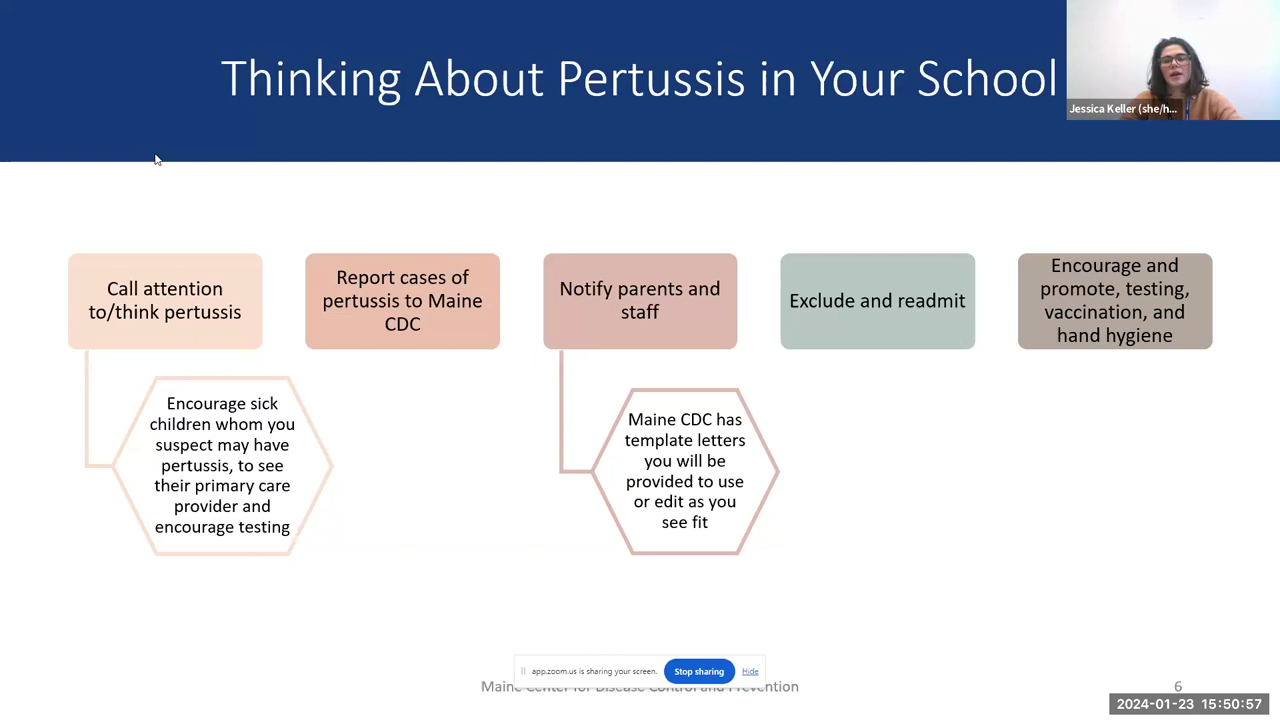 Thinking About Pertussis in Your School
Jessica Keller (she/h...
Call attention
to/think pertussis
Report cases of
pertussis to Maine
CDC
Notify parents and
staff
Exclude and readmit
Encourage and
promote, testing,
vaccination, and
hand hygiene
Encourage sick
children whom you
suspect may have
pertussis, to see
their primary care
provider and
encourage testing
Maine CDC has
template letters
you will be
provided to use
or edit as you
see fit
app.zoom.us is sharing your screen.
Stop sharing
Hide
Maine Center for Disease Control and Prevention
6
2024-01-23 15:50:57